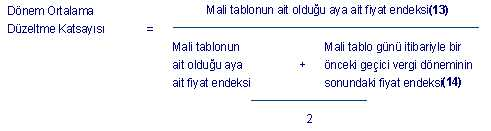 Dönem Ortalama
Düzeltme Katsayısı
=
Mali tablonun ait olduğu aya ait fiyat endeksi(13)
Mali tablonun
ait olduğu aya
ait fiyat endeksi
+
Mali tablo günü itibariyle bir
önceki geçici vergi döneminin
sonundaki fiyat endeksi(14)
2